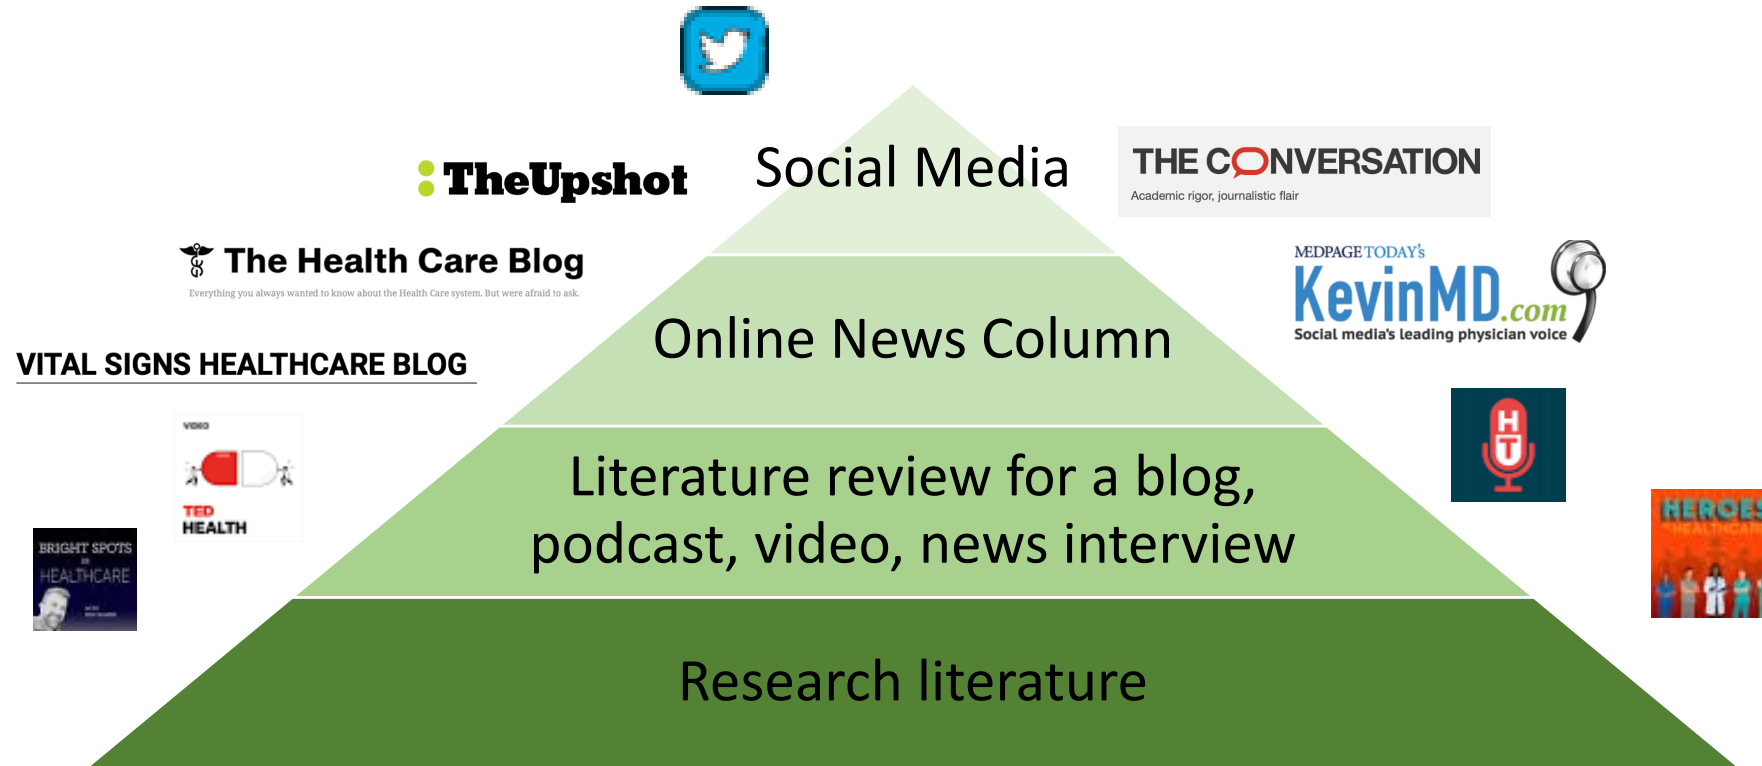 Social Media
TheUpshot
THE CONVERSATION
Academic rigor, journalistic flair
The Health Care Blog
Everything you always wanted to know about the Health Care system. But were afraid to ask.
MEDPAGE TODAY'S
KevinMD.com
Social media's leading physician voice
Online News Column
VITAL SIGNS HEALTHCARE BLOG
VIDEO
TED
HEALTH
H
T
Literature review for a blog,
podcast, video, news interview
BRIGHT SPOTS
IN
HEALTHCARE
HEROES
HEALTHCARE
Research literature